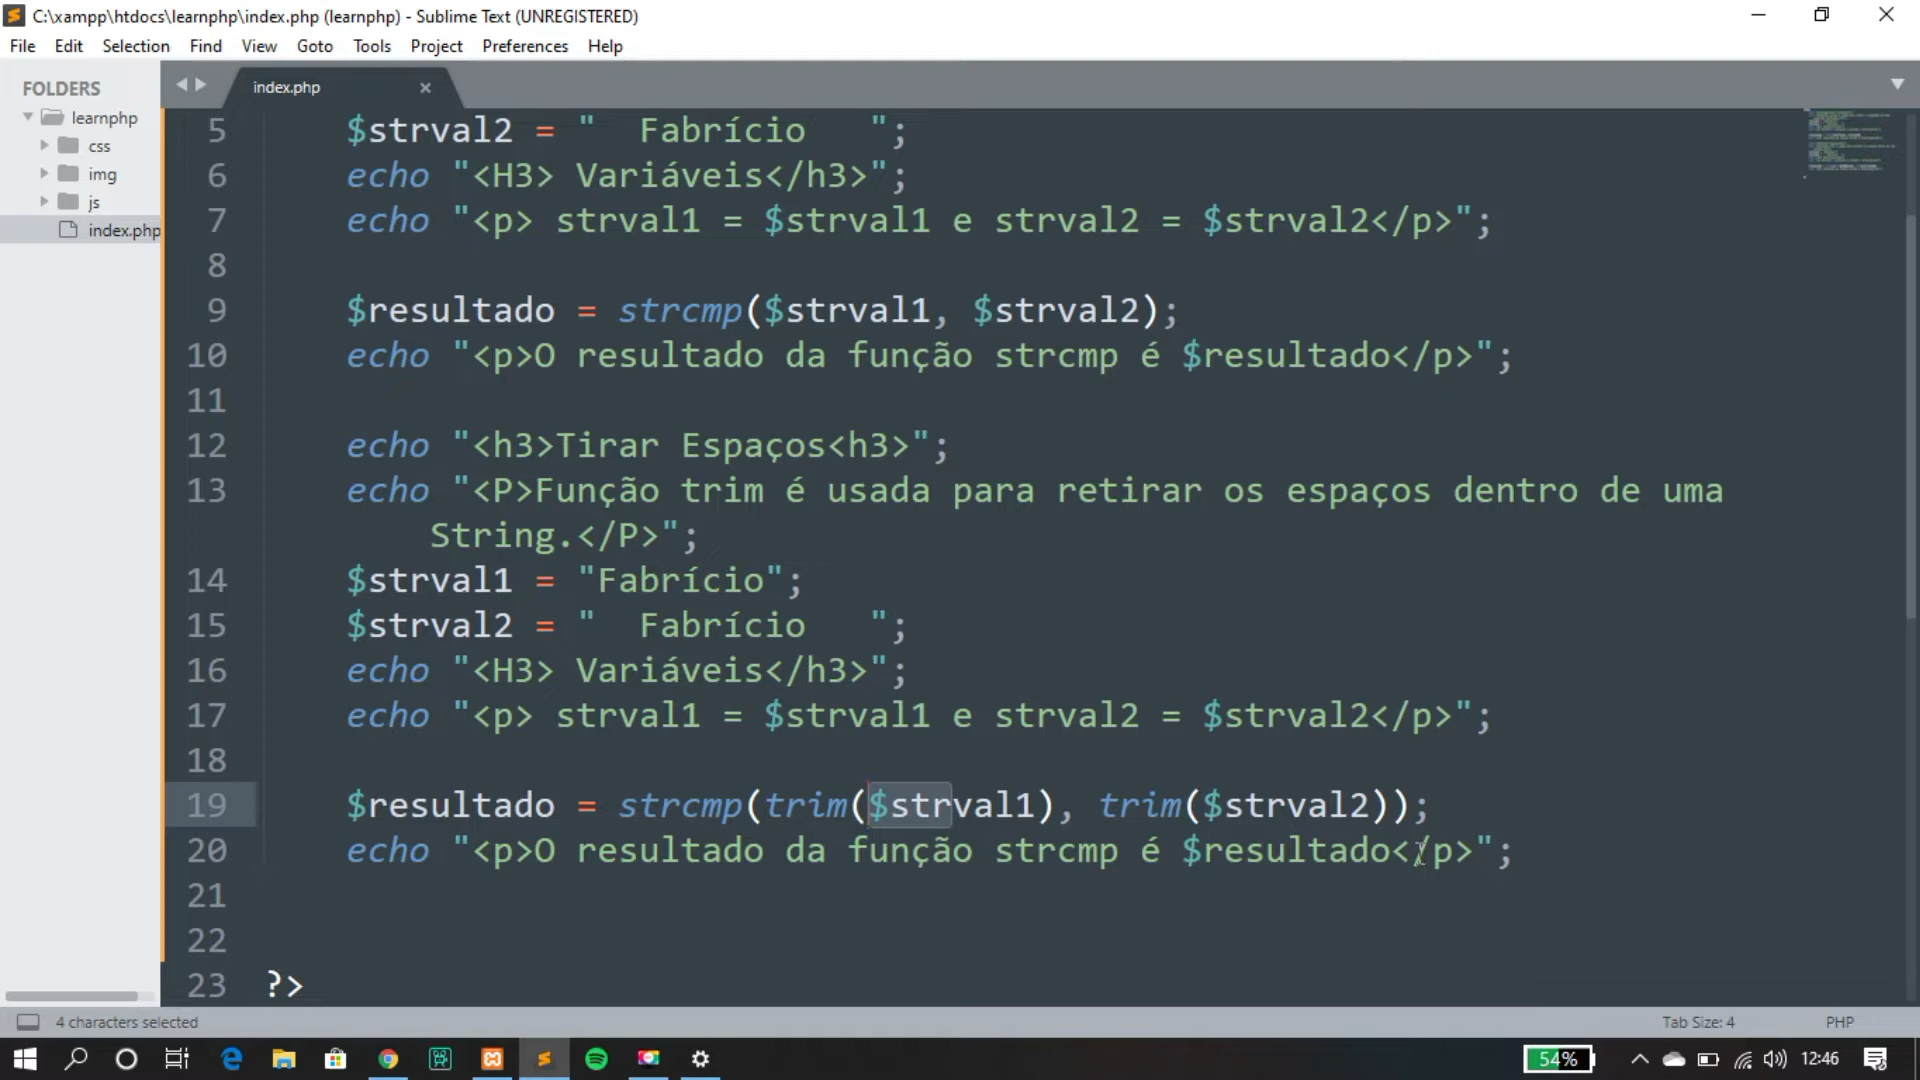 C:\xampp\htdocs\learnphp\index.php (learnphp) - Sublime Text (UNREGISTERED)
File Edit Selection Find View Goto Tools Project Preferences Help
FOLDERS
learnphp
css
img
js
index.php
index.php
5 $strval2 = "  Fabrício   ";
6 echo "<H3> Variáveis</h3>";
7 echo "<p> strval1 = $strval1 e strval2 = $strval2</p>";
8
9 $resultado = strcmp($strval1, $strval2);
10 echo "<p>O resultado da função strcmp é $resultado</p>";
11
12 echo "<h3>Tirar Espaços<h3>";
13 echo "<P>Função trim é usada para retirar os espaços dentro de uma
String.</P>";
14 $strval1 = "Fabrício";
15 $strval2 = "  Fabrício   ";
16 echo "<H3> Variáveis</h3>";
17 echo "<p> strval1 = $strval1 e strval2 = $strval2</p>";
18
19 $resultado = strcmp(trim($strval1), trim($strval2));
20 echo "<p>O resultado da função strcmp é $resultado</p>";
21
22
23 ?>
4 characters selected
Tab Size: 4
PHP
54%
12:46